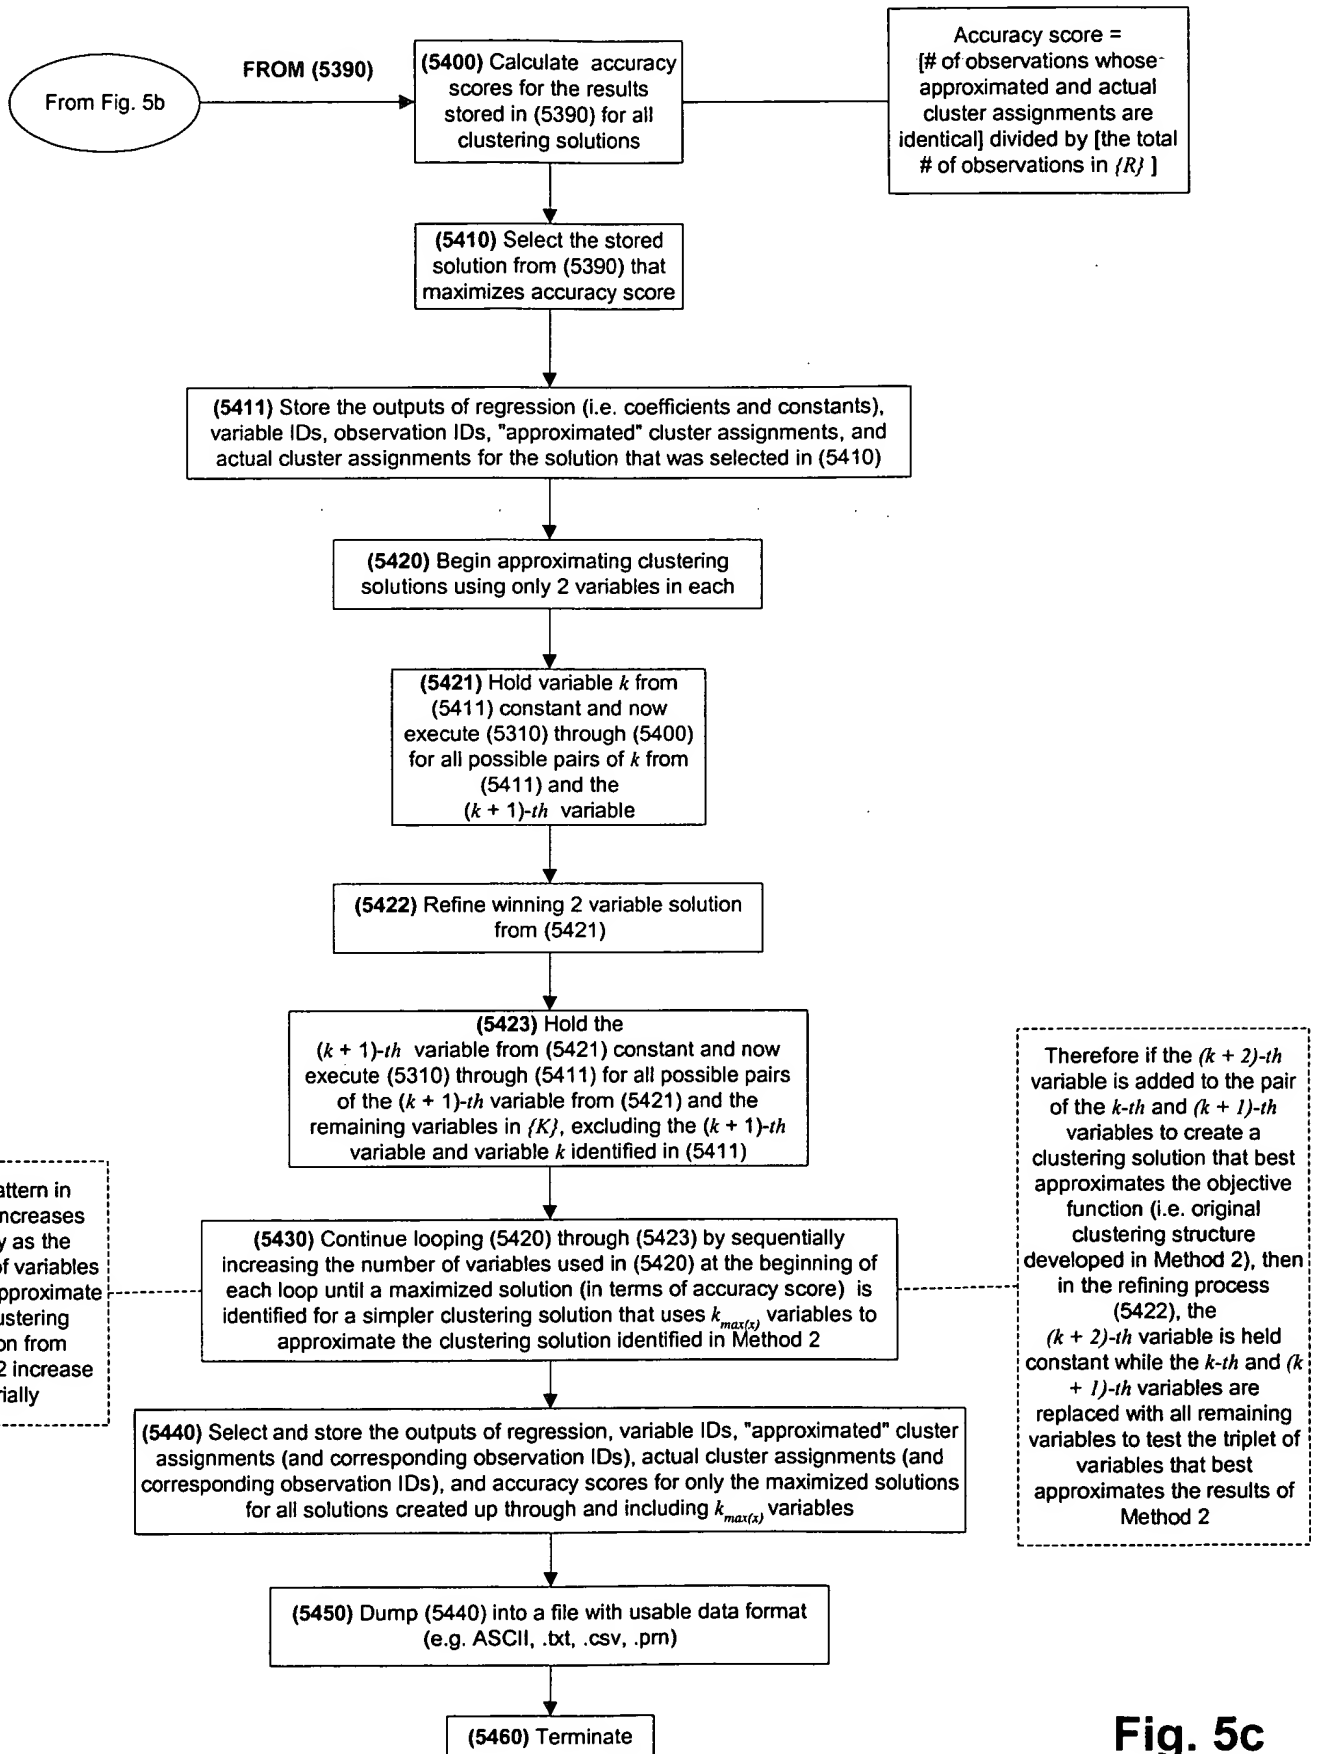 From Fig. 5b
FROM (5390)
(5400) Calculate accuracy
scores for the results
stored in (5390) for all
clustering solutions
Accuracy score =
[# of observations whose
approximated and actual
cluster assignments are
identical] divided by [the total
# of observations in {R} ]
(5410) Select the stored
solution from (5390) that
maximizes accuracy score
(5411) Store the outputs of regression (i.e. coefficients and constants),
variable IDs, observation IDs, "approximated" cluster assignments, and
actual cluster assignments for the solution that was selected in (5410)
(5420) Begin approximating clustering
solutions using only 2 variables in each
(5421) Hold variable k from
(5411) constant and now
execute (5310) through (5400)
for all possible pairs of k from
(5411) and the
(k + 1)-th variable
(5422) Refine winning 2 variable solution
from (5421)
(5423) Hold the
(k + 1)-th variable from (5421) constant and now
execute (5310) through (5411) for all possible pairs
of the (k + 1)-th variable from (5421) and the
remaining variables in {K}, excluding the (k + 1)-th
variable and variable k identified in (5411)
attern in
ncreases
y as the
of variables
pproximate
ustering
on from
2 increase
rially
(5430) Continue looping (5420) through (5423) by sequentially
increasing the number of variables used in (5420) at the beginning of
each loop until a maximized solution (in terms of accuracy score) is
identified for a simpler clustering solution that uses kmax(x) variables to
approximate the clustering solution identified in Method 2
Therefore if the (k + 2)-th
variable is added to the pair
of the k-th and (k + 1)-th
variables to create a
clustering solution that best
approximates the objective
function (i.e. original
clustering structure
developed in Method 2), then
in the refining process
(5422), the
(k + 2)-th variable is held
constant while the k-th and (k
+ 1)-th variables are
replaced with all remaining
variables to test the triplet of
variables that best
approximates the results of
Method 2
(5440) Select and store the outputs of regression, variable IDs, "approximated" cluster
assignments (and corresponding observation IDs), actual cluster assignments (and
corresponding observation IDs), and accuracy scores for only the maximized solutions
for all solutions created up through and including kmax(x) variables
(5450) Dump (5440) into a file with usable data format
(e.g. ASCII, .txt, .csv, .prn)
(5460) Terminate
Fig. 5c